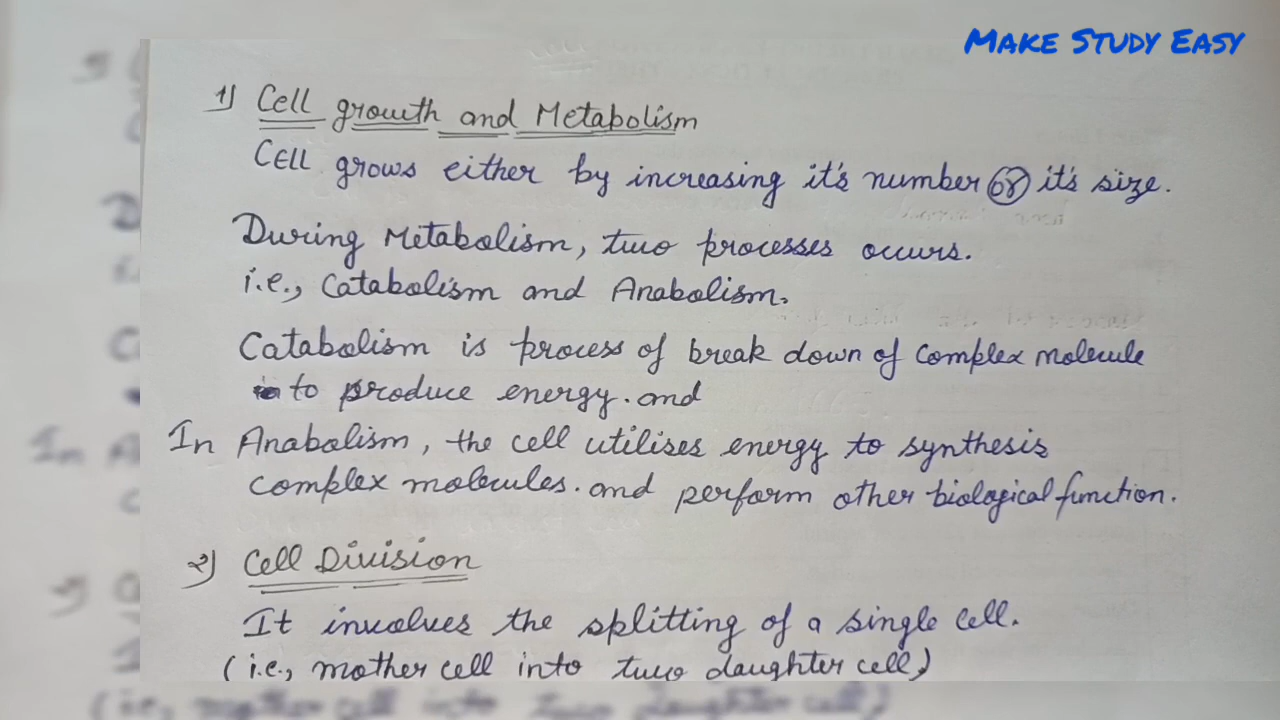 MAKE STUDY EASY
1) Cell growth and Metabolism
Cell grows either by increasing it's number or it's size.
During Metabolism, two processes occurs.
i.e., Catabolism and Anabolism.
Catabolism is process of break down of complex molecule
to produce energy. and
In Anabolism, the cell utilises energy to synthesis
complex molecules. and perform other biological function.
2) Cell Division
It involves the splitting of a single cell.
(i.e., mother cell into two daughter cell)